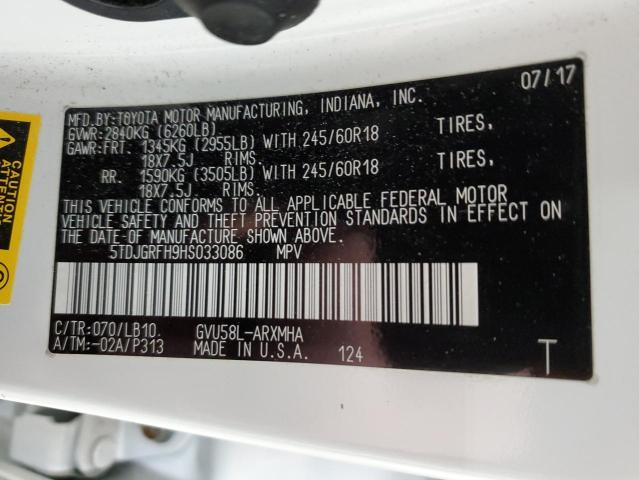 07/17
MFD.BY:TOYOTA MOTOR MANUFACTURING, INDIANA, INC.
GVWR:2840KG (6260LB)
GAWR:FRT. 1345KG (2955LB) WITH 245/60R18 TIRES,
18X7.5J RIMS.
RR. 1590KG (3505LB) WITH 245/60R18 TIRES,
18X7.5J RIMS.
THIS VEHICLE CONFORMS TO ALL APPLICABLE FEDERAL MOTOR
VEHICLE SAFETY AND THEFT PREVENTION STANDARDS IN EFFECT ON
THE DATE OF MANUFACTURE SHOWN ABOVE.
5TDJGRFH9HS033086 MPV
C/TR:070/LB10. GVU58L-ARXMHA
A/TM:-02A/P313 MADE IN U.S.A. 124 T
CAUTION
ATTENTION